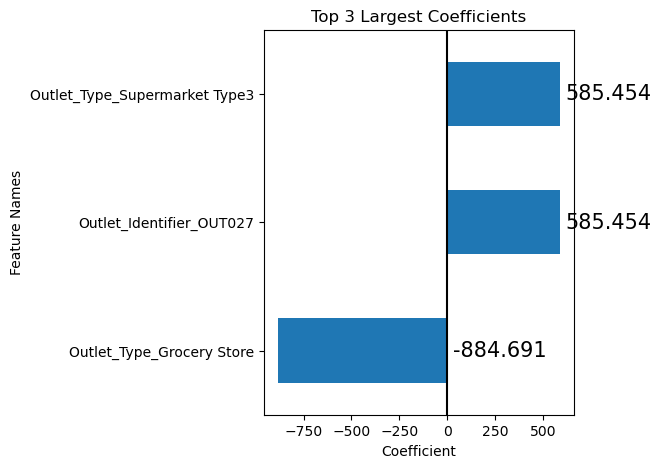 Top 3 Largest Coefficients
Outlet_Type_Supermarket Type3
585.454
Outlet_Identifier_OUT027
585.454
Outlet_Type_Grocery Store
-884.691
Feature Names
−750 −500 −250 0 250 500
Coefficient